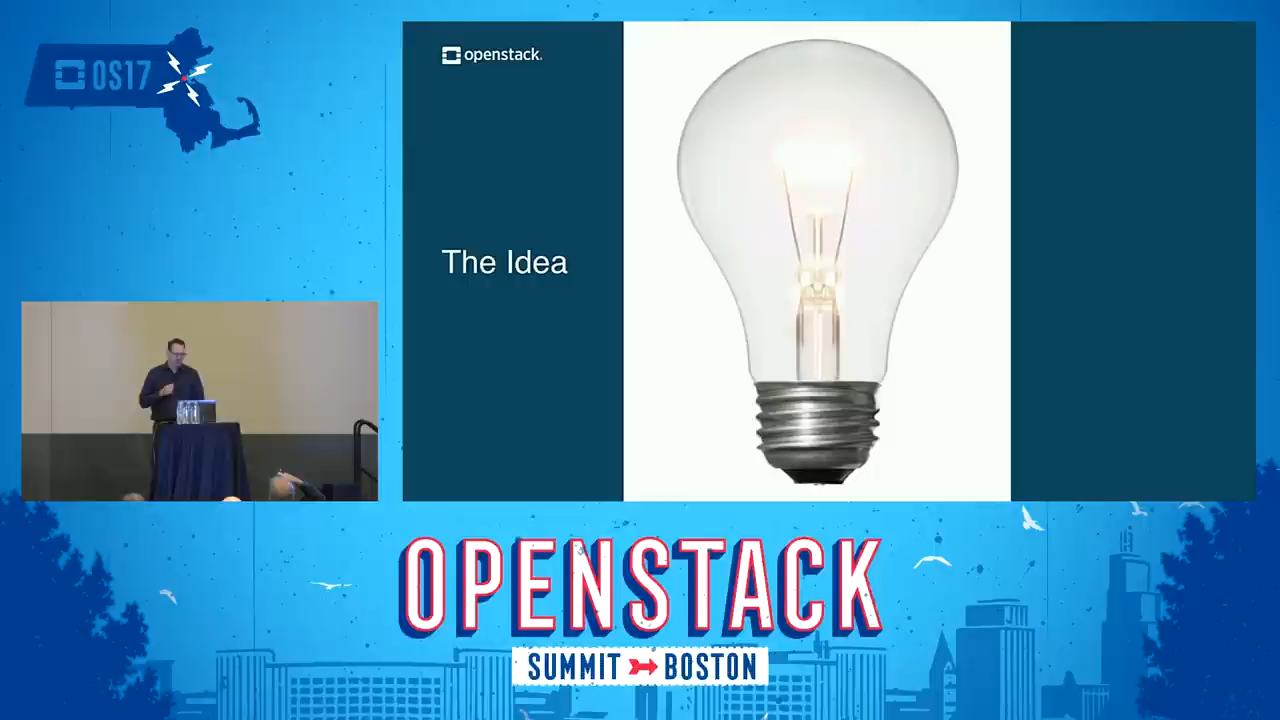 OS17
openstack.
The Idea
OPENSTACK
SUMMIT BOSTON